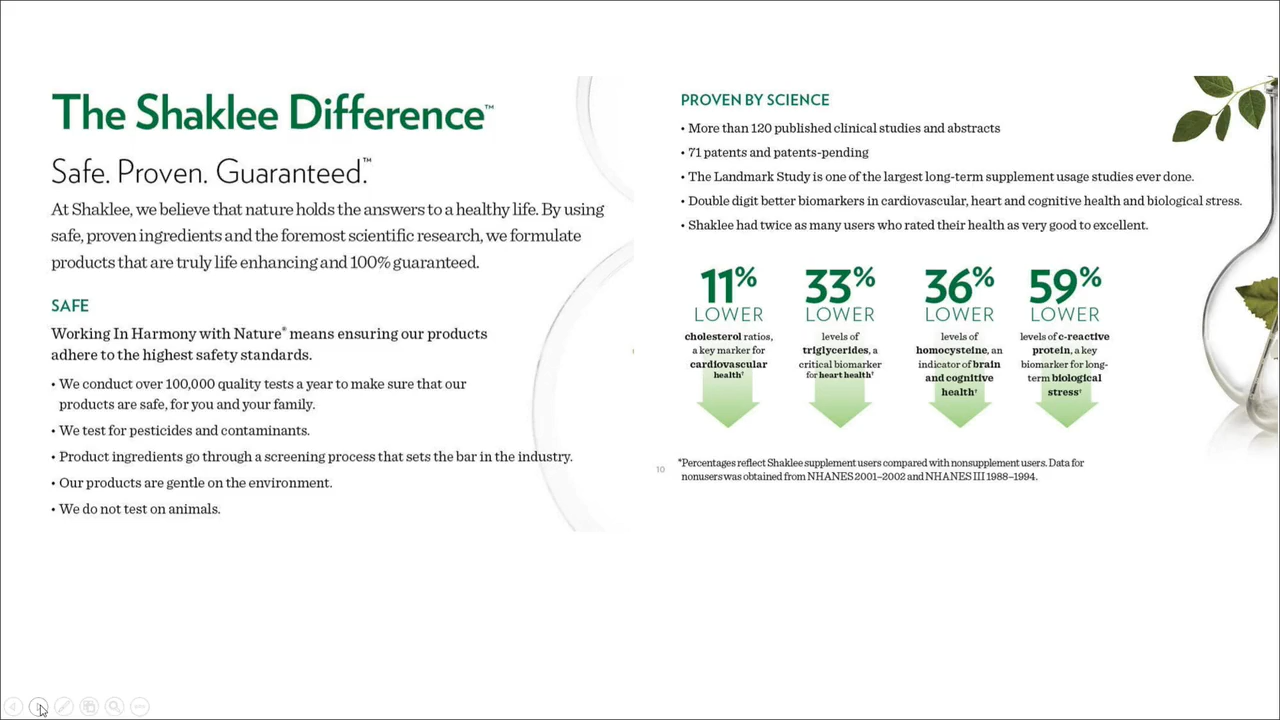 The Shaklee Difference™
Safe. Proven. Guaranteed.™
At Shaklee, we believe that nature holds the answers to a healthy life. By using
safe, proven ingredients and the foremost scientific research, we formulate
products that are truly life enhancing and 100% guaranteed.
SAFE
Working In Harmony with Nature® means ensuring our products
adhere to the highest safety standards.
• We conduct over 100,000 quality tests a year to make sure that our
products are safe, for you and your family.
• We test for pesticides and contaminants.
• Product ingredients go through a screening process that sets the bar in the industry.
• Our products are gentle on the environment.
• We do not test on animals.
PROVEN BY SCIENCE
• More than 120 published clinical studies and abstracts
• 71 patents and patents-pending
• The Landmark Study is one of the largest long-term supplement usage studies ever done.
• Double digit better biomarkers in cardiovascular, heart and cognitive health and biological stress.
• Shaklee had twice as many users who rated their health as very good to excellent.
11%
LOWER
cholesterol ratios,
a key marker for
cardiovascular
health†
33%
LOWER
levels of
triglycerides, a
critical biomarker
for heart health†
36%
LOWER
levels of
homocysteine, an
indicator of brain
and cognitive
health†
59%
LOWER
levels of c-reactive
protein, a key
biomarker for long-
term biological
stress†
10
*Percentages reflect Shaklee supplement users compared with nonsupplement users. Data for
nonusers was obtained from NHANES 2001–2002 and NHANES III 1988–1994.